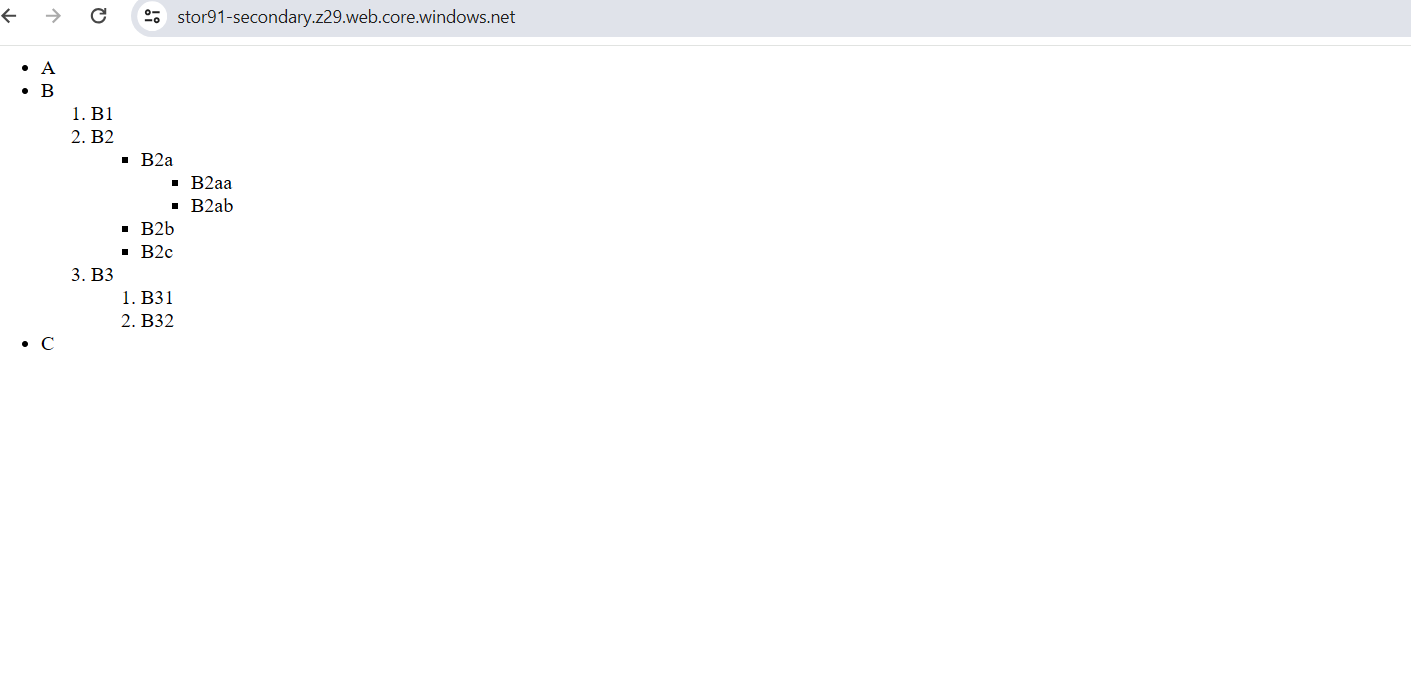 stor91-secondary.z29.web.core.windows.net
• A
• B
1. B1
2. B2
▪ B2a
▪ B2aa
▪ B2ab
▪ B2b
▪ B2c
3. B3
1. B31
2. B32
• C